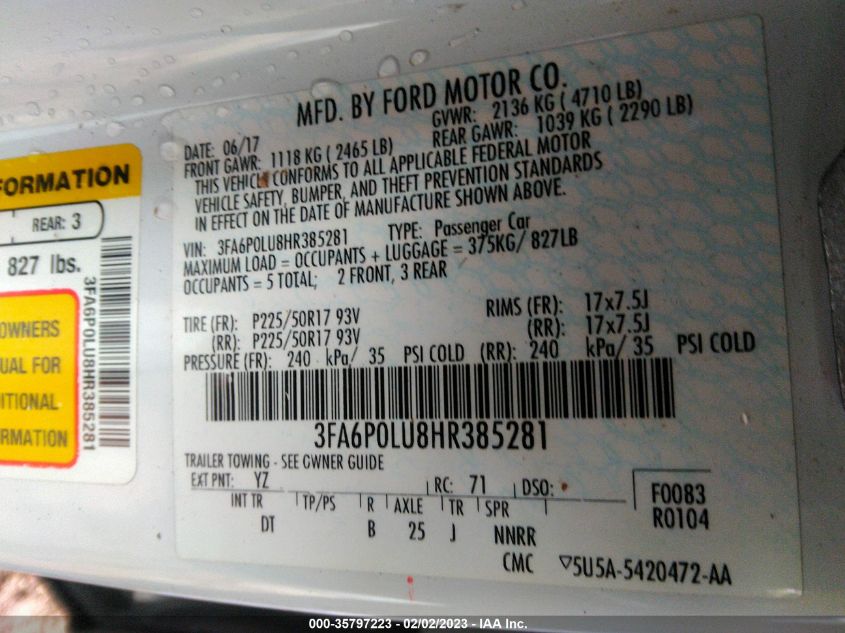 MFD. BY FORD MOTOR CO.
DATE: 06/17 GVWR: 2136 KG ( 4710 LB)
FRONT GAWR: 1118 KG ( 2465 LB) REAR GAWR: 1039 KG ( 2290 LB)
THIS VEHICLE CONFORMS TO ALL APPLICABLE FEDERAL MOTOR
VEHICLE SAFETY, BUMPER, AND THEFT PREVENTION STANDARDS
IN EFFECT ON THE DATE OF MANUFACTURE SHOWN ABOVE.
VIN: 3FA6P0LU8HR385281 TYPE: Passenger Car
MAXIMUM LOAD = OCCUPANTS + LUGGAGE = 375KG/ 827LB
OCCUPANTS = 5 TOTAL; 2 FRONT, 3 REAR
TIRE (FR): P225/50R17 93V RIMS (FR): 17x7.5J
(RR): P225/50R17 93V (RR): 17x7.5J
PRESSURE (FR): 240 kPa/ 35 PSI COLD (RR): 240 kPa/ 35 PSI COLD
3FA6P0LU8HR385281
TRAILER TOWING - SEE OWNER GUIDE
EXT PNT: YZ RC: 71 DSO:
INT TR TP/PS R AXLE TR SPR
DT B 25 J NNRR
F0083
R0104
CMC ▽5U5A-5420472-AA
FORMATION
REAR: 3
827 lbs.
3FA6P0LU8HR385281
OWNERS
UAL FOR
DITIONAL
RMATION
000-35797223 - 02/02/2023 - IAA Inc.